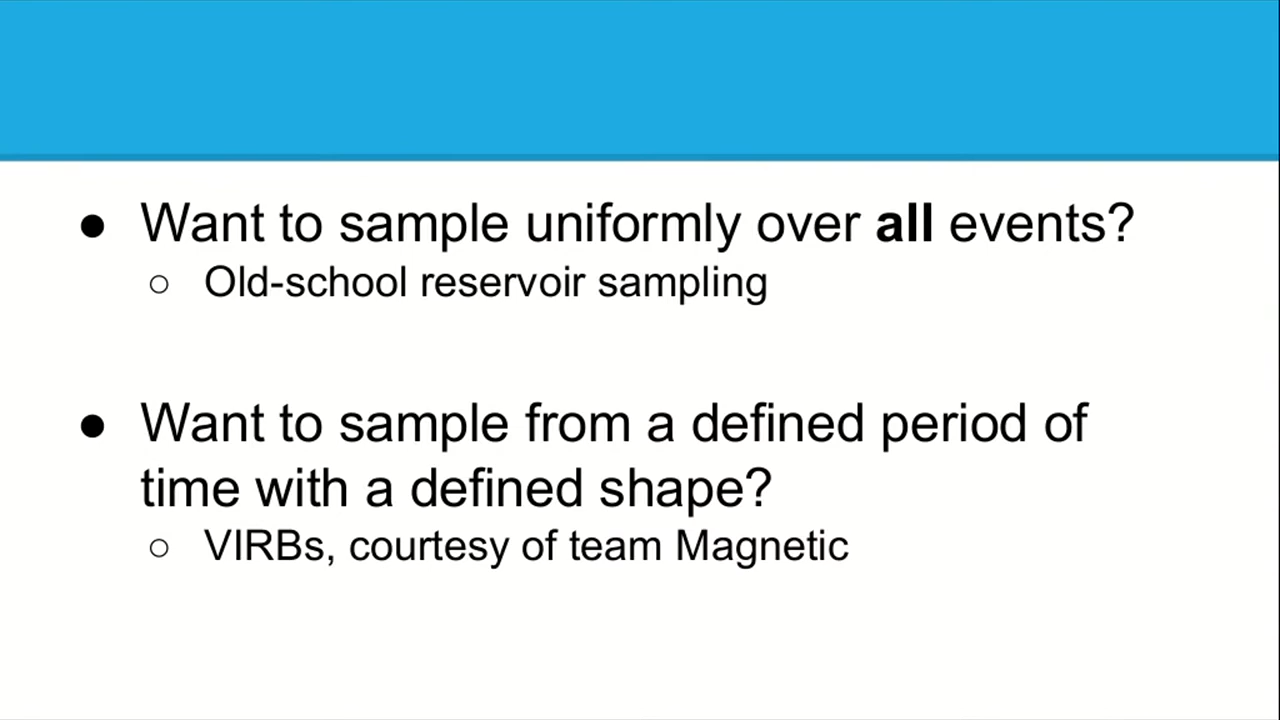 ● Want to sample uniformly over all events?
○ Old-school reservoir sampling
● Want to sample from a defined period of
time with a defined shape?
○ VIRBs, courtesy of team Magnetic